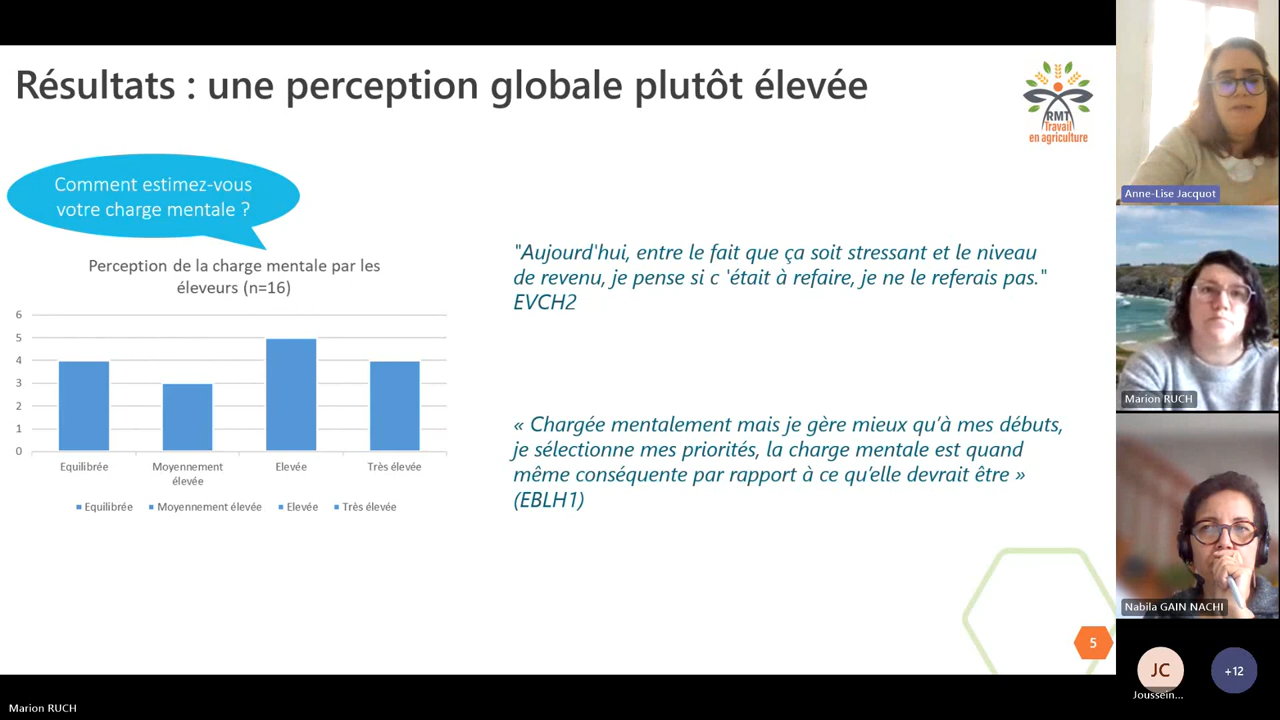 Résultats : une perception globale plutôt élevée
RMT
Travail
en agriculture
Comment estimez-vous
votre charge mentale ?
Perception de la charge mentale par les
éleveurs (n=16)
6
5
4
3
2
1
0
Equilibrée
Moyennement
élevée
Elevée
Très élevée
Equilibrée
Moyennement élevée
Elevée
Très élevée
"Aujourd'hui, entre le fait que ça soit stressant et le niveau
de revenu, je pense si c 'était à refaire, je ne le referais pas."
EVCH2
« Chargée mentalement mais je gère mieux qu'à mes débuts,
je sélectionne mes priorités, la charge mentale est quand
même conséquente par rapport à ce qu'elle devrait être »
(EBLH1)
5
Anne-Lise Jacquot
Marion RUCH
Nabila GAIN NACHI
JC
Joussein...
+12
Marion RUCH